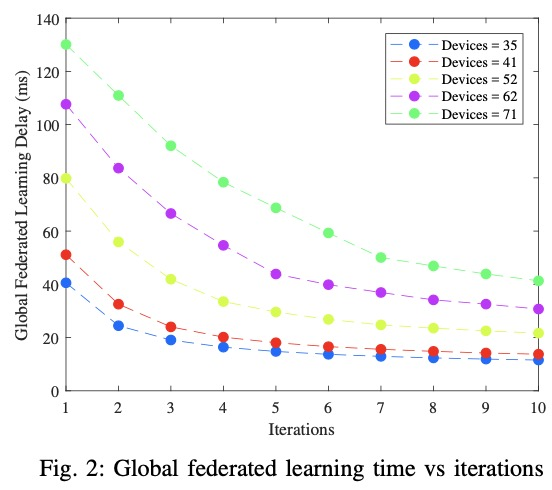 140
120
100
80
60
40
20
0
Global Federated Learning Delay (ms)
Devices = 35
Devices = 41
Devices = 52
Devices = 62
Devices = 71
1 2 3 4 5 6 7 8 9 10
Iterations
Fig. 2: Global federated learning time vs iterations